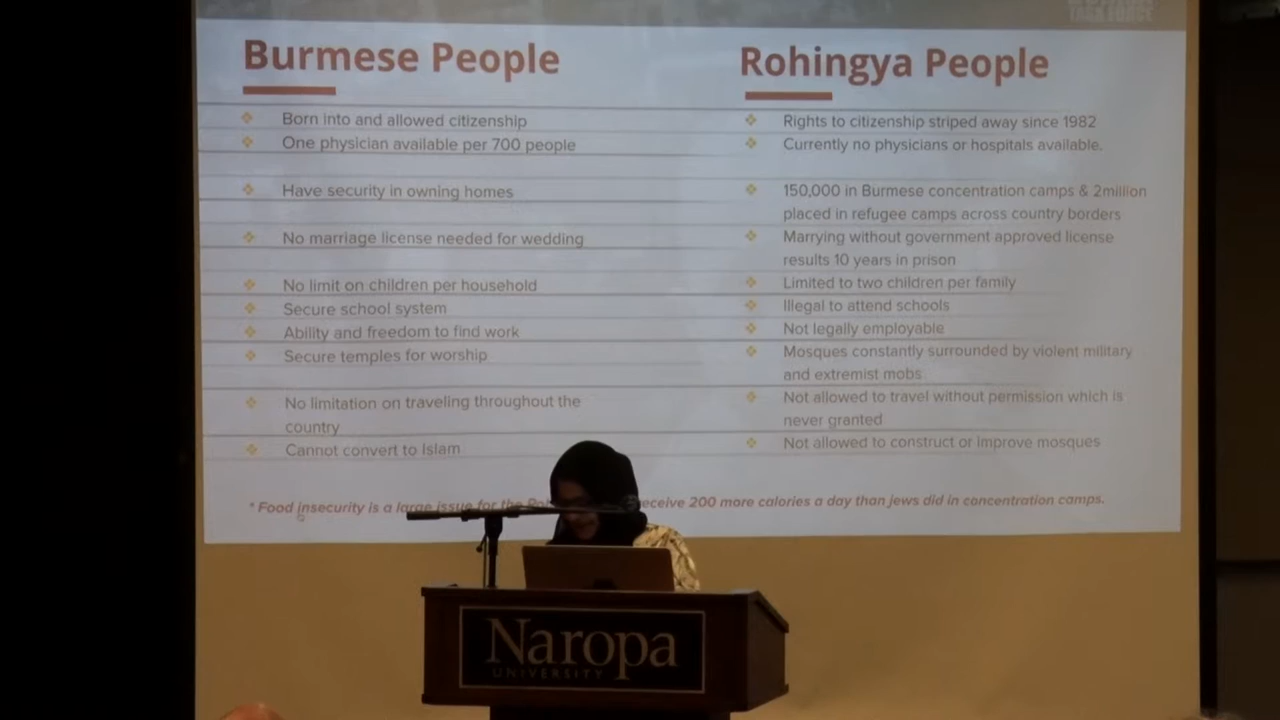 TASK FORCE
Burmese People
Born into and allowed citizenship
One physician available per 700 people
Have security in owning homes
No marriage license needed for wedding
No limit on children per household
Secure school system
Ability and freedom to find work
Secure temples for worship
No limitation on traveling throughout the
country
Cannot convert to Islam
Rohingya People
Rights to citizenship striped away since 1982
Currently no physicians or hospitals available.
150,000 in Burmese concentration camps & 2million
placed in refugee camps across country borders
Marrying without government approved license
results 10 years in prison
Limited to two children per family
Illegal to attend schools
Not legally employable
Mosques constantly surrounded by violent military
and extremist mobs
Not allowed to travel without permission which is
never granted
Not allowed to construct or improve mosques
* Food insecurity is a large issue for the receive 200 more calories a day than jews did in concentration camps.
Naropa
UNIVERSITY